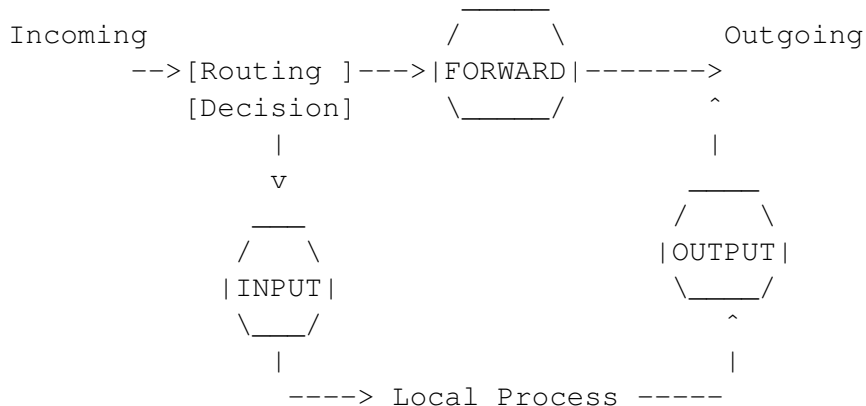 Incoming Outgoing
-->[Routing ]--->|FORWARD|------->
[Decision]
|INPUT| |OUTPUT|
----> Local Process -----